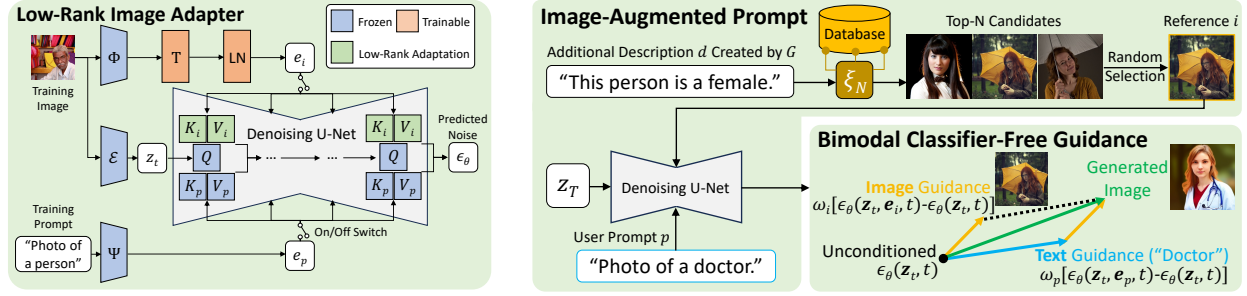 Low-Rank Image Adapter
Frozen
Trainable
Low-Rank Adaptation
Training
Image
Φ
T
LN
e_i
K_i V_i
Denoising U-Net
K_i V_i
Predicted
Noise
ℰ
z_t
Q
...
...
Q
ϵ_θ
K_p V_p
K_p V_p
Training
Prompt
On/Off Switch
“Photo of
a person”
Ψ
e_p
Image-Augmented Prompt
Database
Top-N Candidates
Reference i
Additional Description d Created by G
“This person is a female.”
ξ_N
Random
Selection
z_T
Denoising U-Net
User Prompt p
“Photo of a doctor.”
Bimodal Classifier-Free Guidance
Image Guidance
ω_i[ϵ_θ(z_t, e_i, t)-ϵ_θ(z_t, t)]
Generated
Image
Unconditioned
ϵ_θ(z_t, t)
Text Guidance (“Doctor”)
ω_p[ϵ_θ(z_t, e_p, t)-ϵ_θ(z_t, t)]